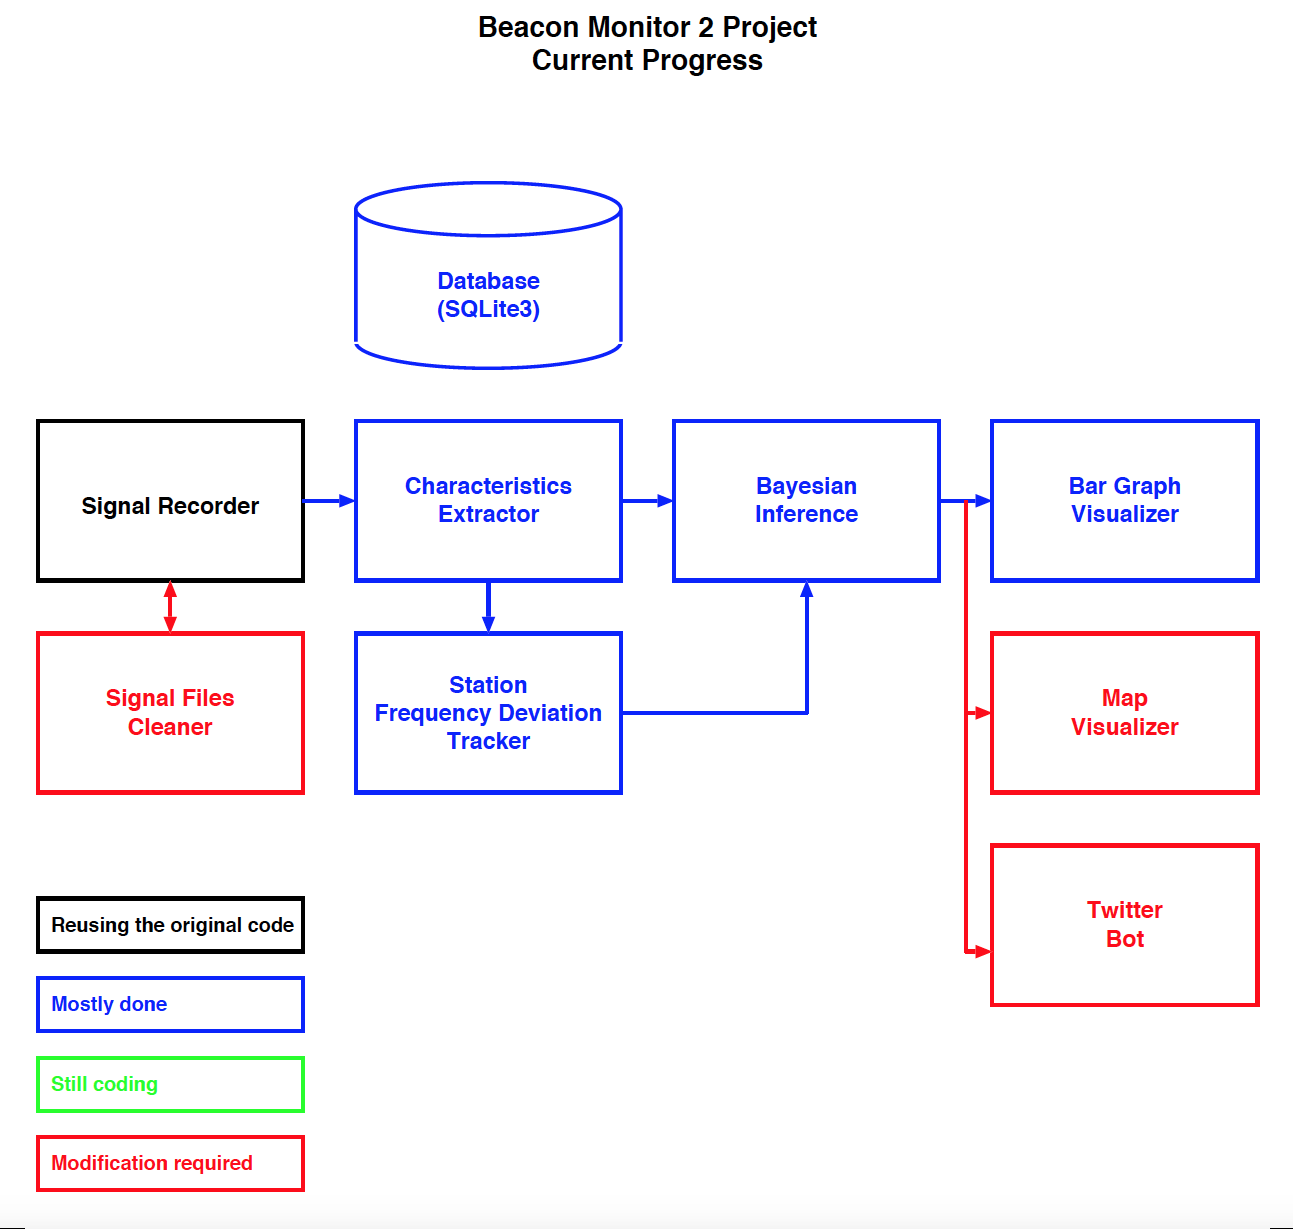 Beacon Monitor 2 Project
Current Progress
Database
(SQLite3)
Signal Recorder
Characteristics
Extractor
Bayesian
Inference
Bar Graph
Visualizer
Signal Files
Cleaner
Station
Frequency Deviation
Tracker
Map
Visualizer
Twitter
Bot
Reusing the original code
Mostly done
Still coding
Modification required